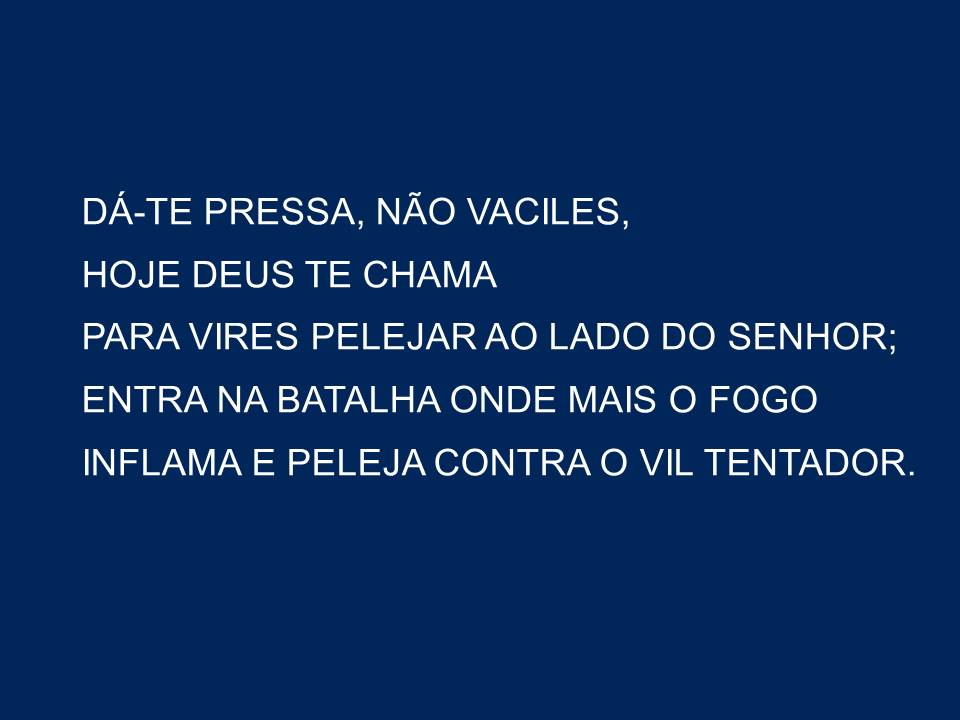 DÁ-TE PRESSA, NÃO VACILES,
HOJE DEUS TE CHAMA
PARA VIRES PELEJAR AO LADO DO SENHOR;
ENTRA NA BATALHA ONDE MAIS O FOGO
INFLAMA E PELEJA CONTRA O VIL TENTADOR.